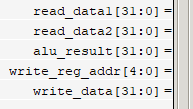 read_data1[31:0] =
read_data2[31:0] =
alu_result[31:0] =
write_reg_addr[4:0] =
write_data[31:0] =